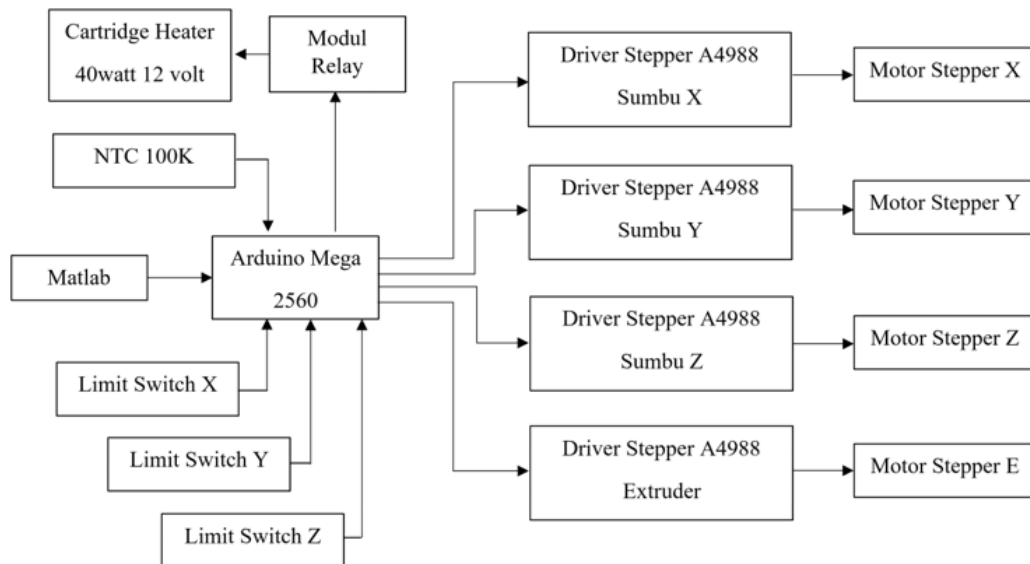 Cartridge Heater
40watt 12 volt
Modul
Relay
Driver Stepper A4988
Sumbu X
Motor Stepper X
NTC 100K
Driver Stepper A4988
Sumbu Y
Motor Stepper Y
Matlab
Arduino Mega
2560
Driver Stepper A4988
Sumbu Z
Motor Stepper Z
Limit Switch X
Limit Switch Y
Limit Switch Z
Driver Stepper A4988
Extruder
Motor Stepper E